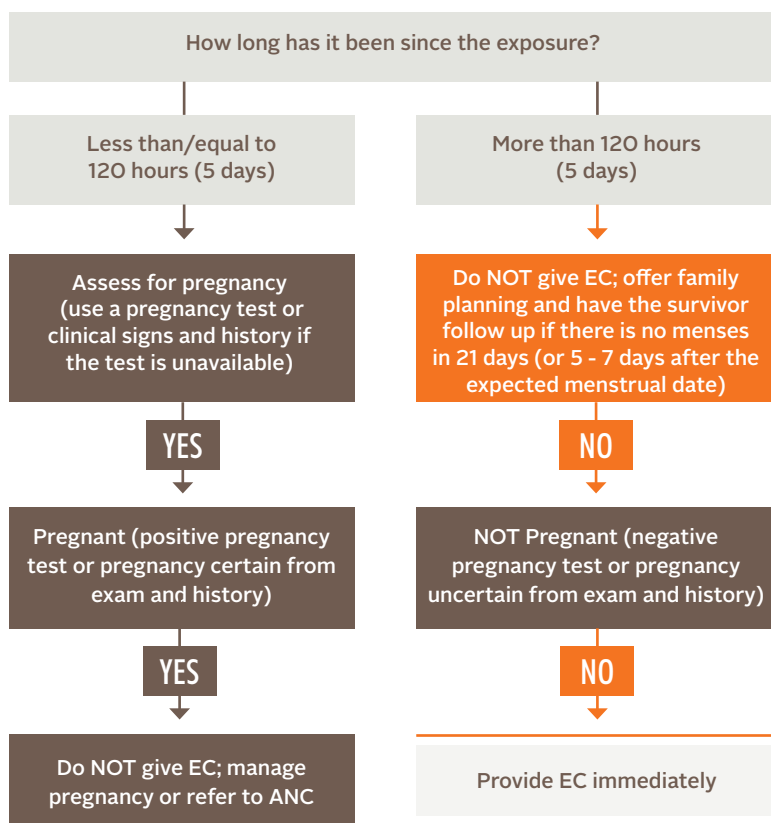 How long has it been since the exposure?
Less than/equal to
120 hours (5 days)
More than 120 hours
(5 days)
Assess for pregnancy
(use a pregnancy test or
clinical signs and history if
the test is unavailable)
Do NOT give EC; offer family
planning and have the survivor
follow up if there is no menses
in 21 days (or 5 - 7 days after the
expected menstrual date)
YES
NO
Pregnant (positive pregnancy
test or pregnancy certain from
exam and history)
NOT Pregnant (negative
pregnancy test or pregnancy
uncertain from exam and history)
YES
NO
Do NOT give EC; manage
pregnancy or refer to ANC
Provide EC immediately